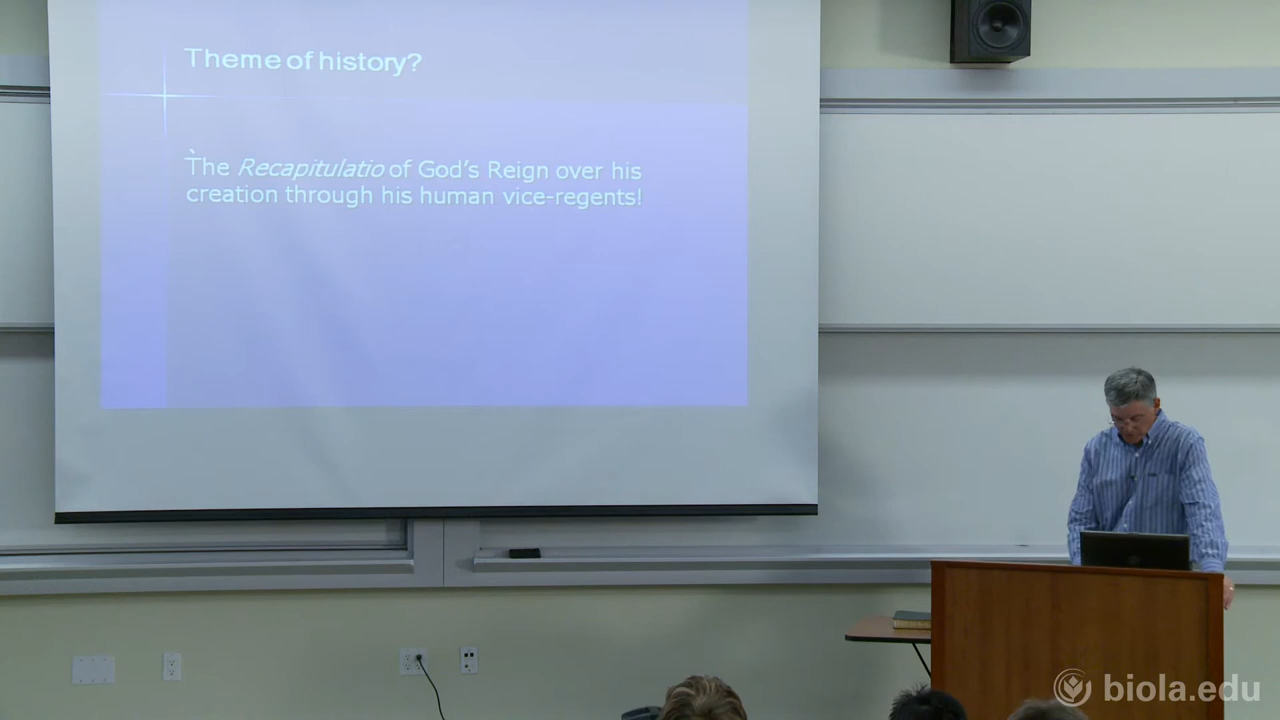 Theme of history?
The Recapitulatio of God's Reign over his
creation through his human vice-regents!
biola.edu